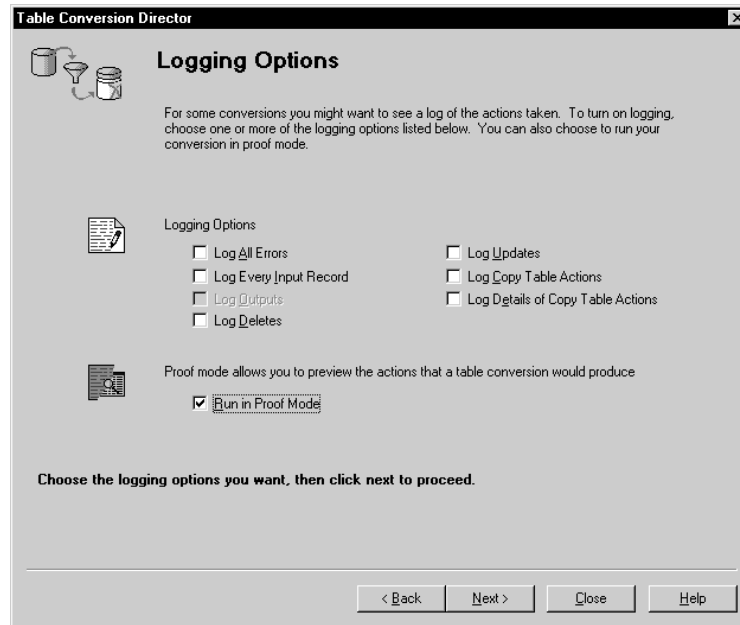 Table Conversion Director
Logging Options
For some conversions you might want to see a log of the actions taken.  To turn on logging,
choose one or more of the logging options listed below.  You can also choose to run your
conversion in proof mode.
Logging Options
Log All Errors
Log Updates
Log Every Input Record
Log Copy Table Actions
Log Outputs
Log Details of Copy Table Actions
Log Deletes
Proof mode allows you to preview the actions that a table conversion would produce
Run in Proof Mode
Choose the logging options you want, then click next to proceed.
< Back
Next >
Close
Help